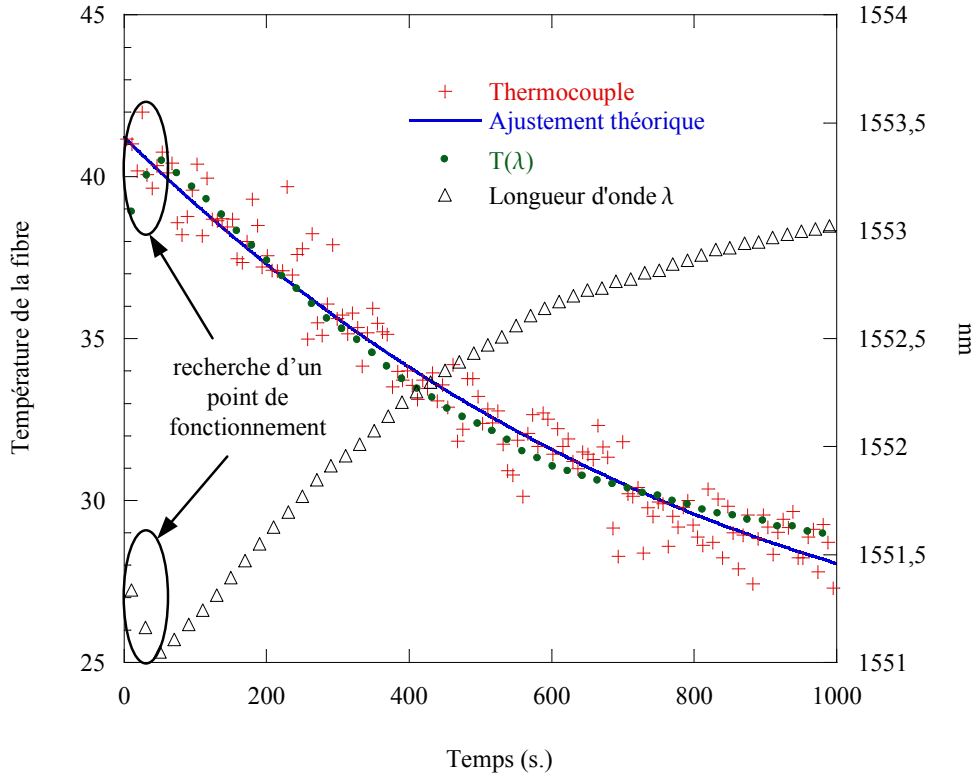 45
40
35
30
25
Température de la fibre
1554
1553,5
1553
1552,5
1552
1551,5
1551
nm
Thermocouple
Ajustement théorique
T(λ)
Longueur d'onde λ
recherche d’un
point de
fonctionnement
0
200
400
600
800
1000
Temps (s.)